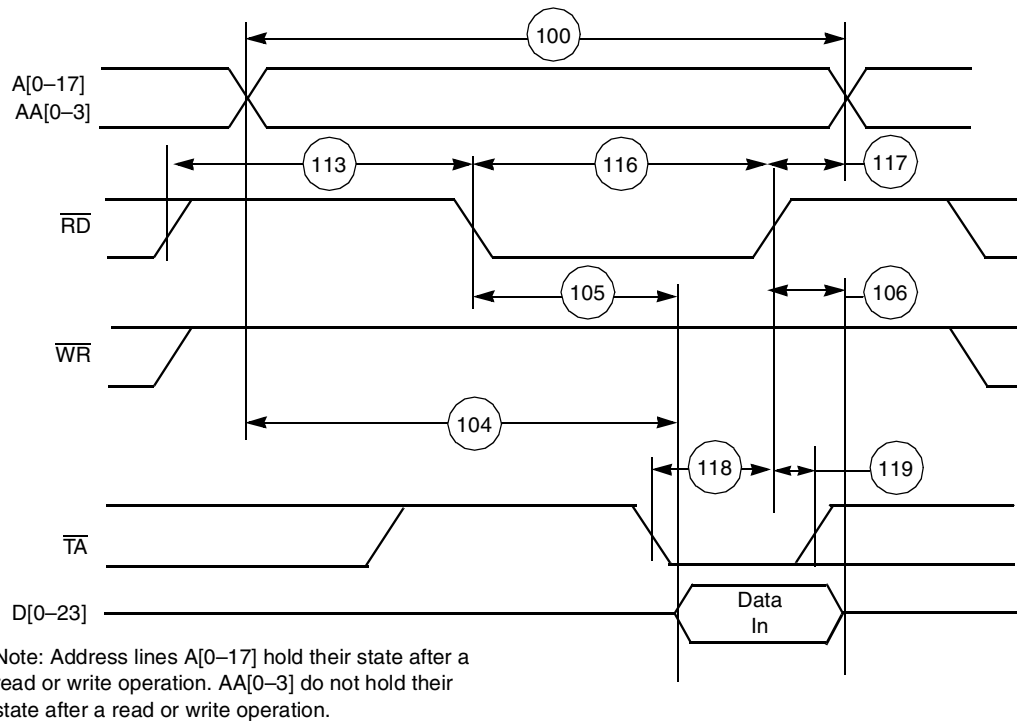 100
A[0–17]
AA[0–3]
113
116
117
RD
105
106
WR
104
118
119
TA
D[0–23]
Data
In
Note: Address lines A[0–17] hold their state after a
read or write operation. AA[0–3] do not hold their
state after a read or write operation.